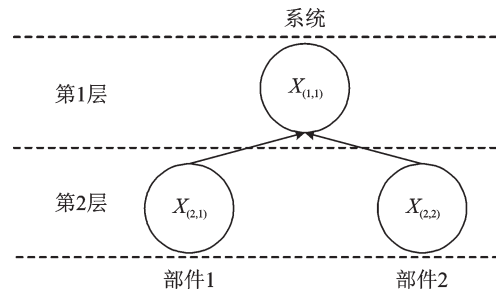 系统
第1层
X(1,1)
第2层
X(2,1)
X(2,2)
部件1
部件2